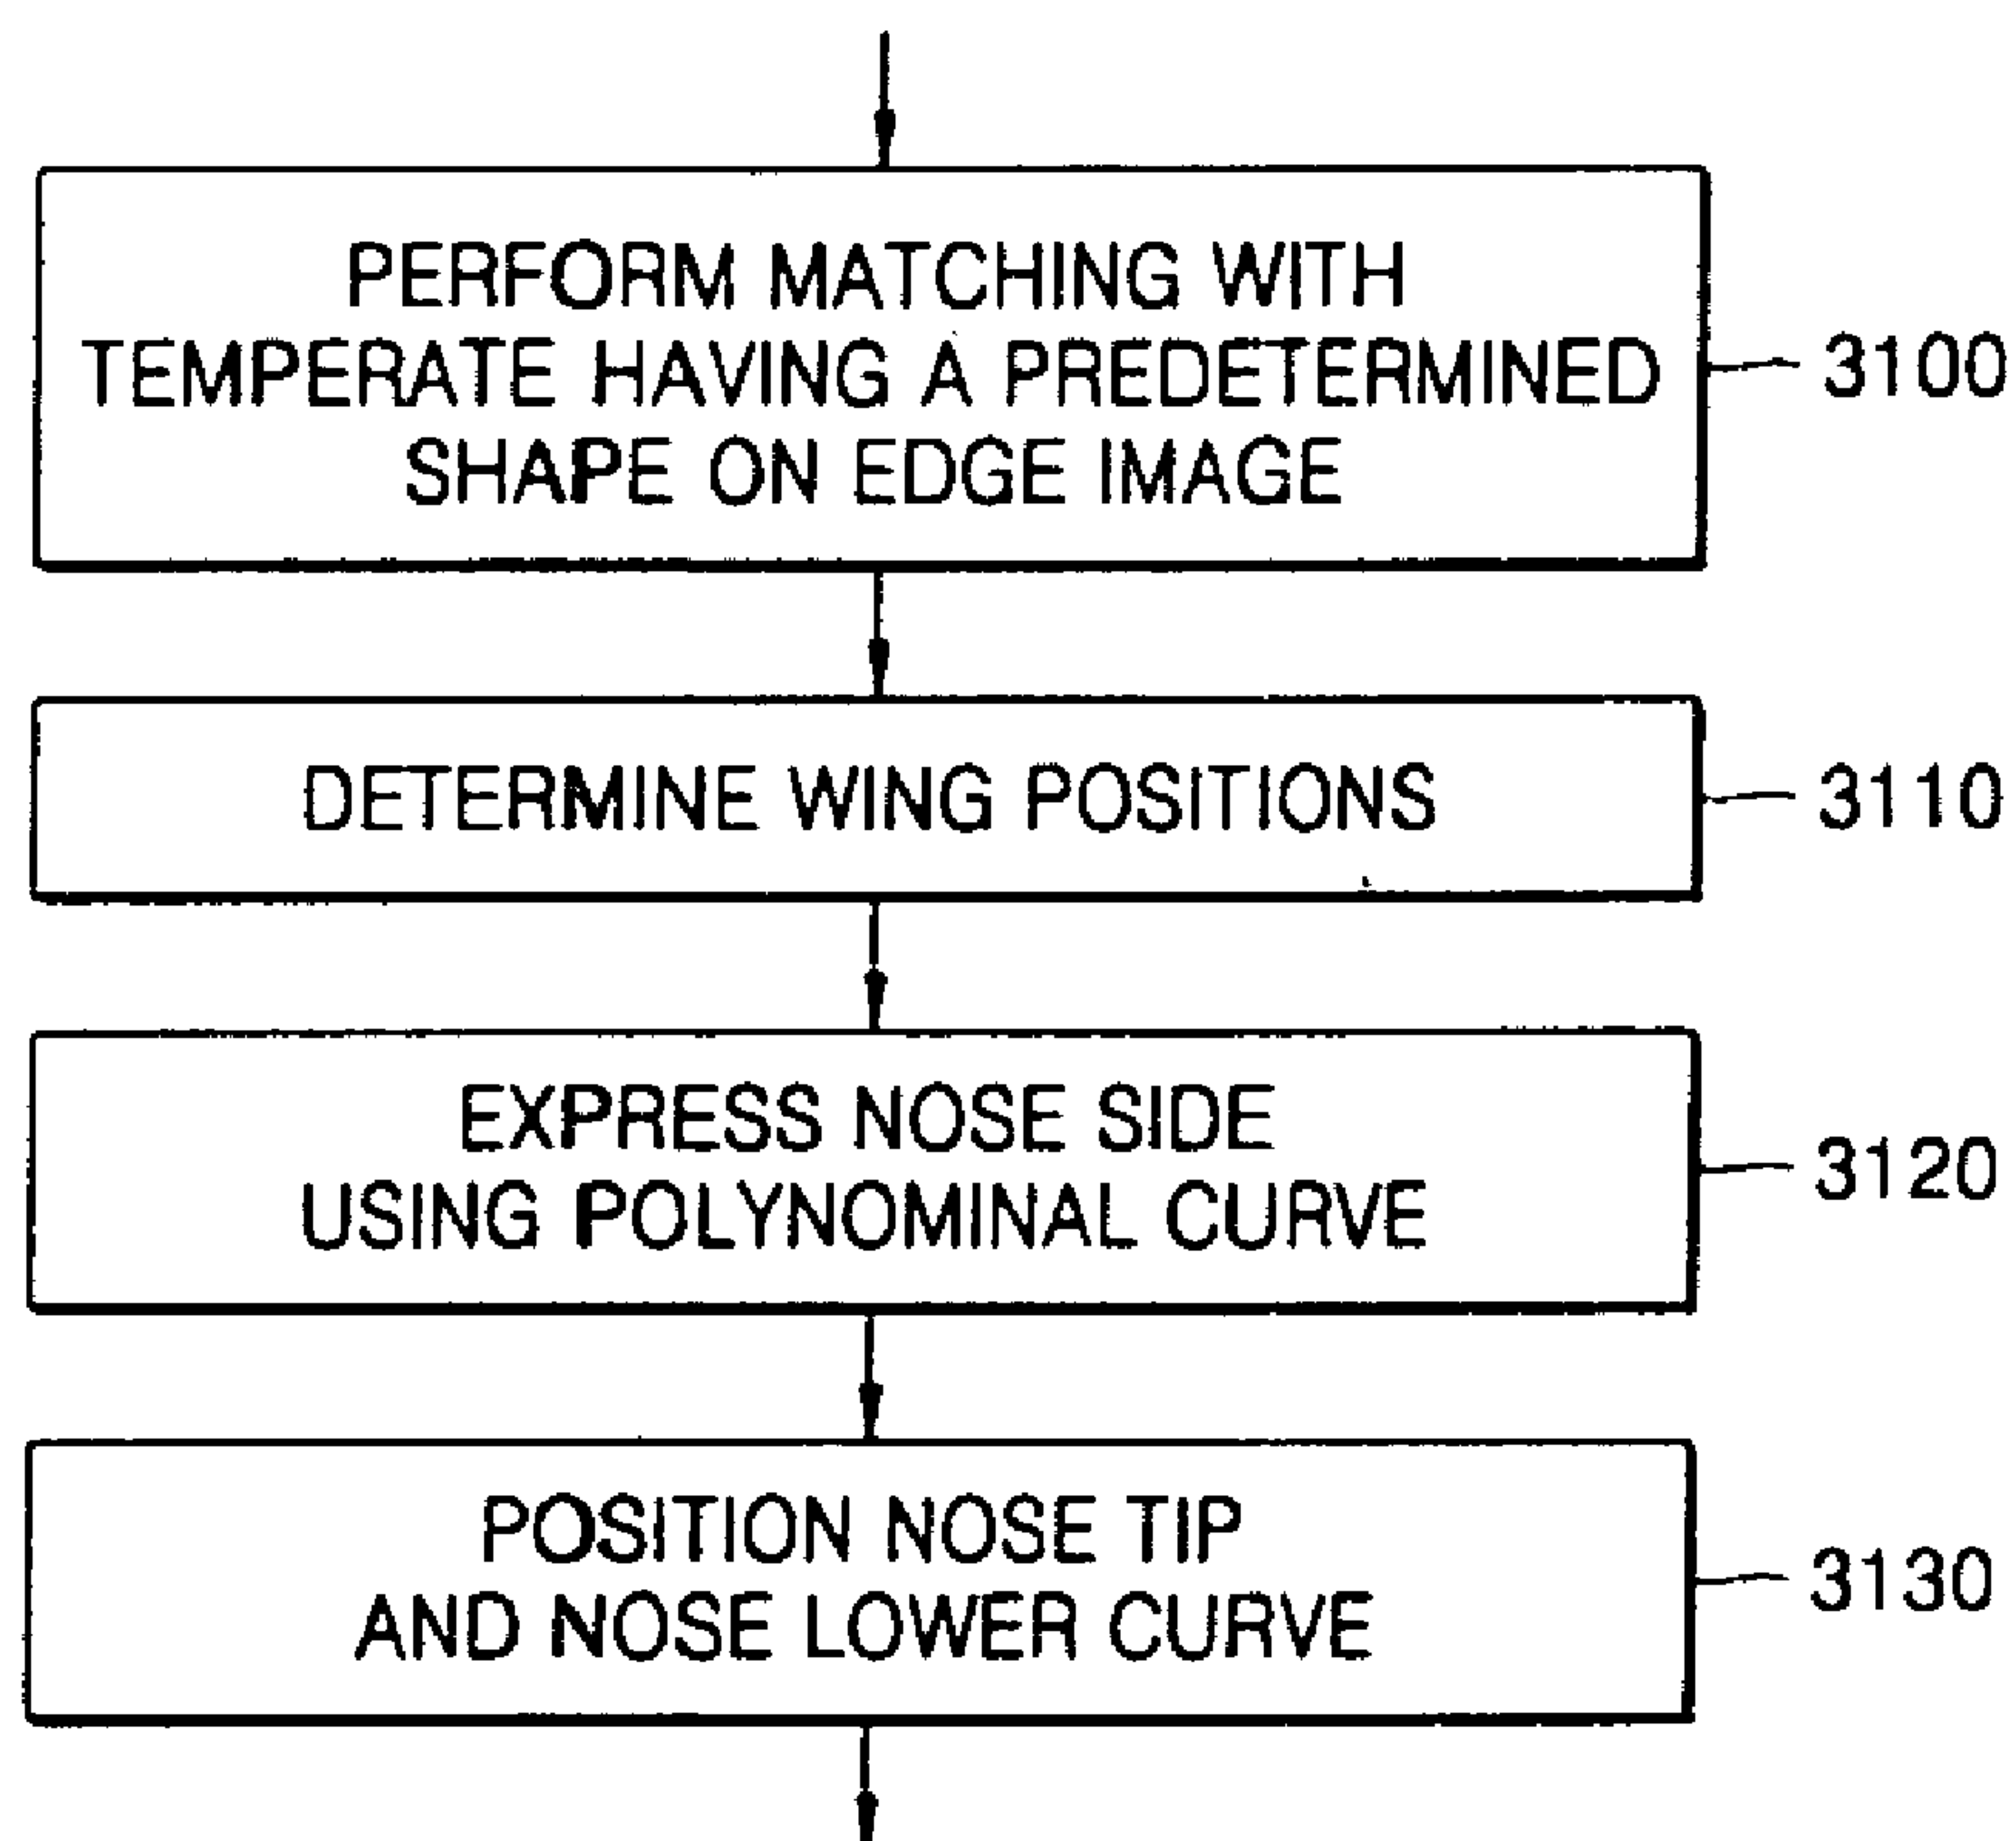 PERFORM MATCHING WITH
TEMPERATE HAVING A PREDETERMINED
SHAPE ON EDGE IMAGE
3100
DETERMINE WING POSITIONS
3110
EXPRESS NOSE SIDE
USING POLYNOMINAL CURVE
3120
POSITION NOSE TIP
AND NOSE LOWER CURVE
3130